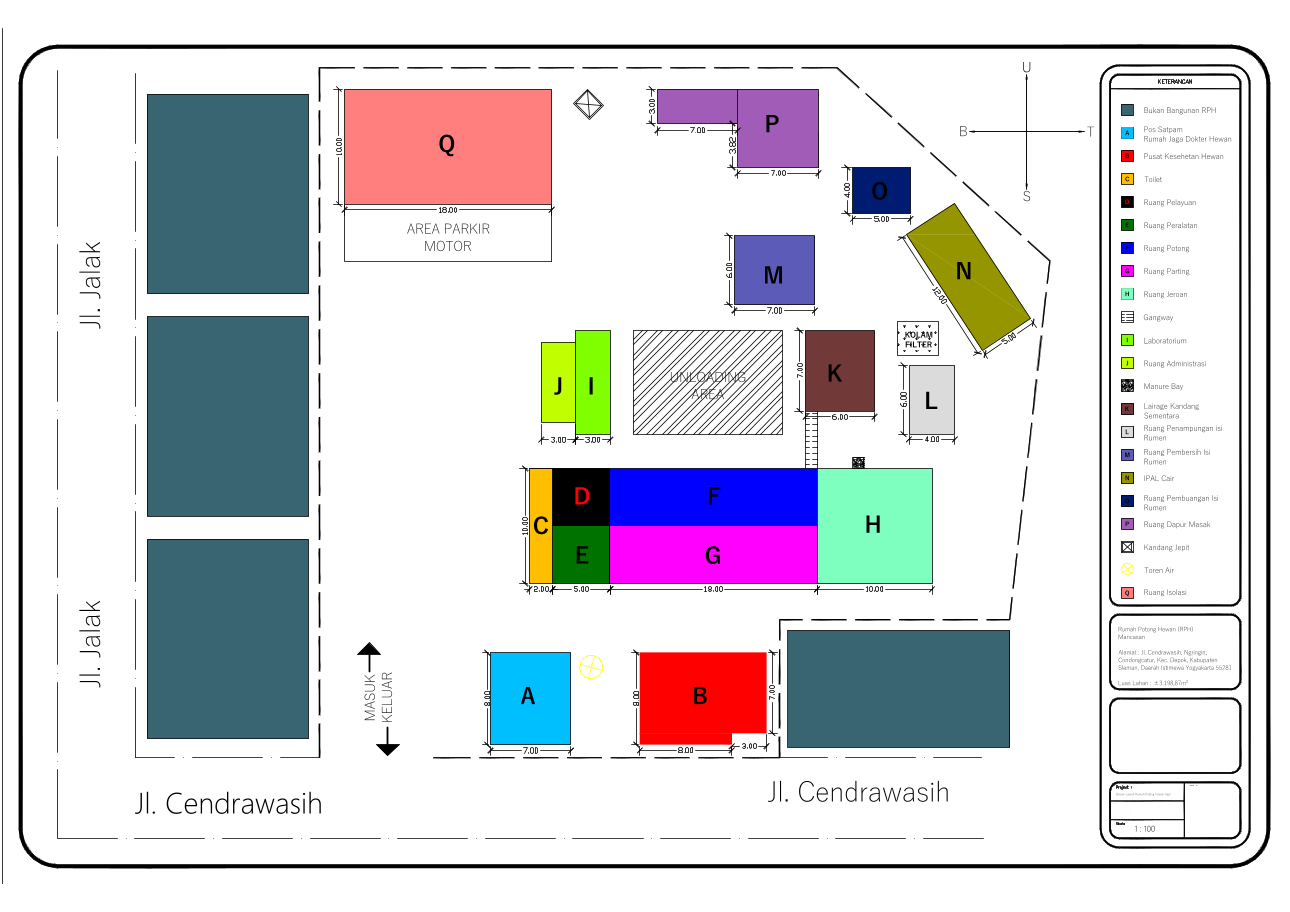 U
B
T
S
Q
10.00
18.00
AREA PARKIR
MOTOR
P
3.00
7.00
3.82
7.00
O
4.00
5.00
N
12.00
5.00
M
6.00
7.00
KOLAM
FILTER
J
I
3.00
3.00
UNLOADING
AREA
K
7.00
6.00
L
6.00
4.00
C
D
E
F
G
H
10.00
2.00
5.00
18.00
10.00
A
8.00
7.00
B
8.00
7.00
8.00
3.00
MASUK
KELUAR
Jl. Jalak
Jl. Jalak
Jl. Cendrawasih
Jl. Cendrawasih
KETERANGAN
Bukan Bangunan RPH
A Pos Satpam
Rumah Jaga Dokter Hewan
B Pusat Kesehetan Hewan
C Toilet
D Ruang Pelayuan
E Ruang Peralatan
F Ruang Potong
G Ruang Parting
H Ruang Jeroan
Gangway
I Laboratorium
J Ruang Administrasi
Manure Bay
K Lairage Kandang
Sementara
L Ruang Penampungan isi
Rumen
M Ruang Pembersih Isi
Rumen
N IPAL Cair
O Ruang Pembuangan Isi
Rumen
P Ruang Dapur Masak
Kandang Jepit
Toren Air
Q Ruang Isolasi
Rumah Potong Hewan (RPH)
Mancasan
Alamat : Jl. Cendrawasih, Ngringin,
Condongcatur, Kec. Depok, Kabupaten
Sleman, Daerah Istimewa Yogyakarta 55281
Luas Lahan : ±3.198,87m²
Project :
Skala
1 : 100